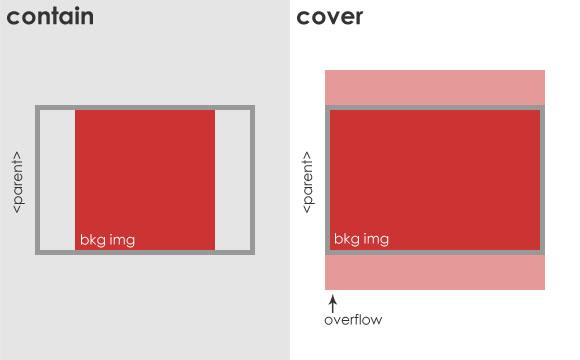 contain
<parent>
bkg img
cover
<parent>
bkg img
overflow